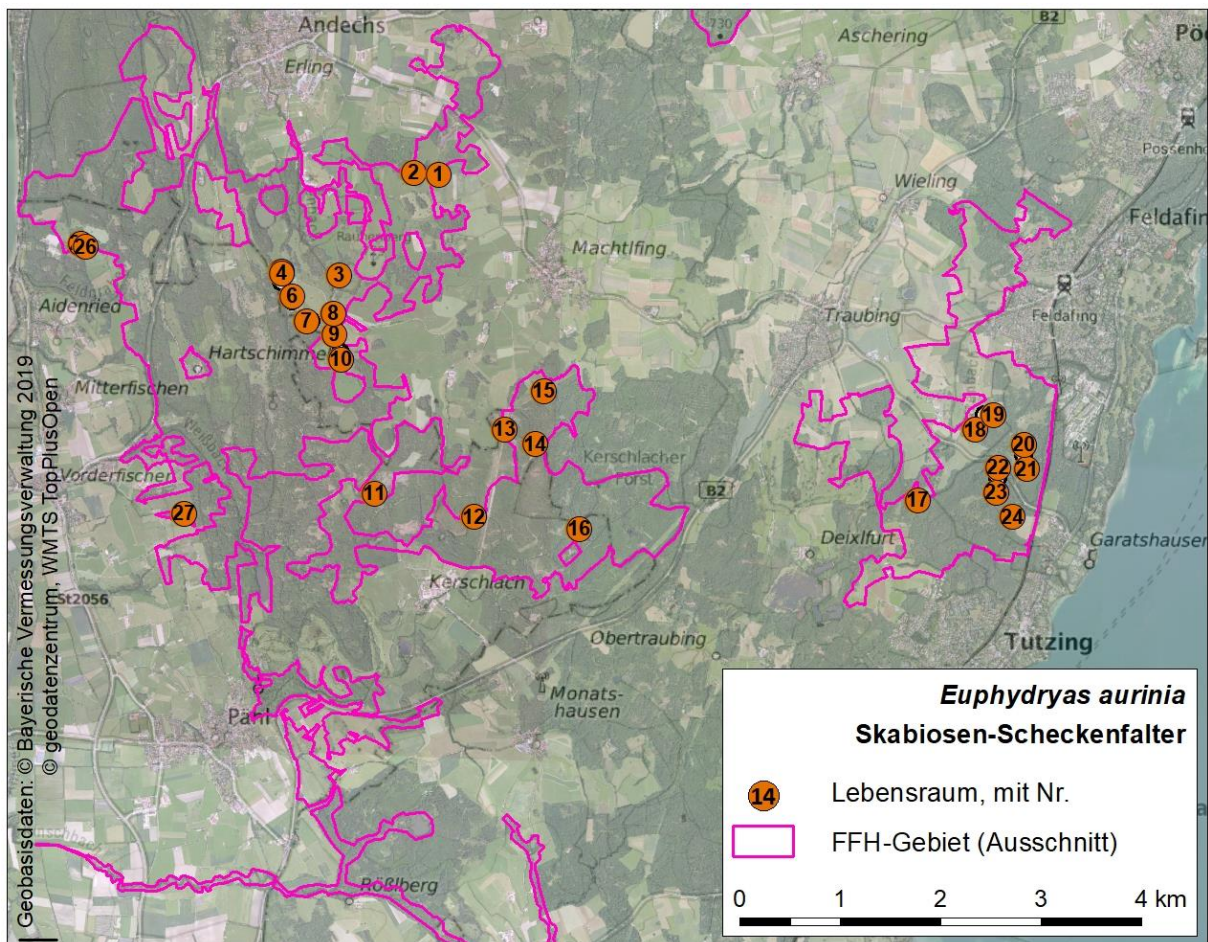 730
B2
Pöc
Andechs
Aschering
Erling
Possenho
Wieling
2
1
Feldafing
Machtlfing
26
4
3
Aidenried
6
8
7
9
Traubing
Feldafing
Hartschimmel
10
Mitterfischen
15
19
13
18
14
20
Kerschlacher
Forst
22
21
Vorderfischen
11
B2
23
17
27
12
24
16
Deixlfurt
Garatshausen
Kerschlach
St2056
Obertraubing
Tutzing
Monats-
hausen
Pähl
Rößlberg
Geobasisdaten: © Bayerische Vermessungsverwaltung 2019
© geodatenzentrum, WMTS TopPlusOpen
Euphydryas aurinia
Skabiosen-Scheckenfalter
14 Lebensraum, mit Nr.
FFH-Gebiet (Ausschnitt)
0 1 2 3 4 km